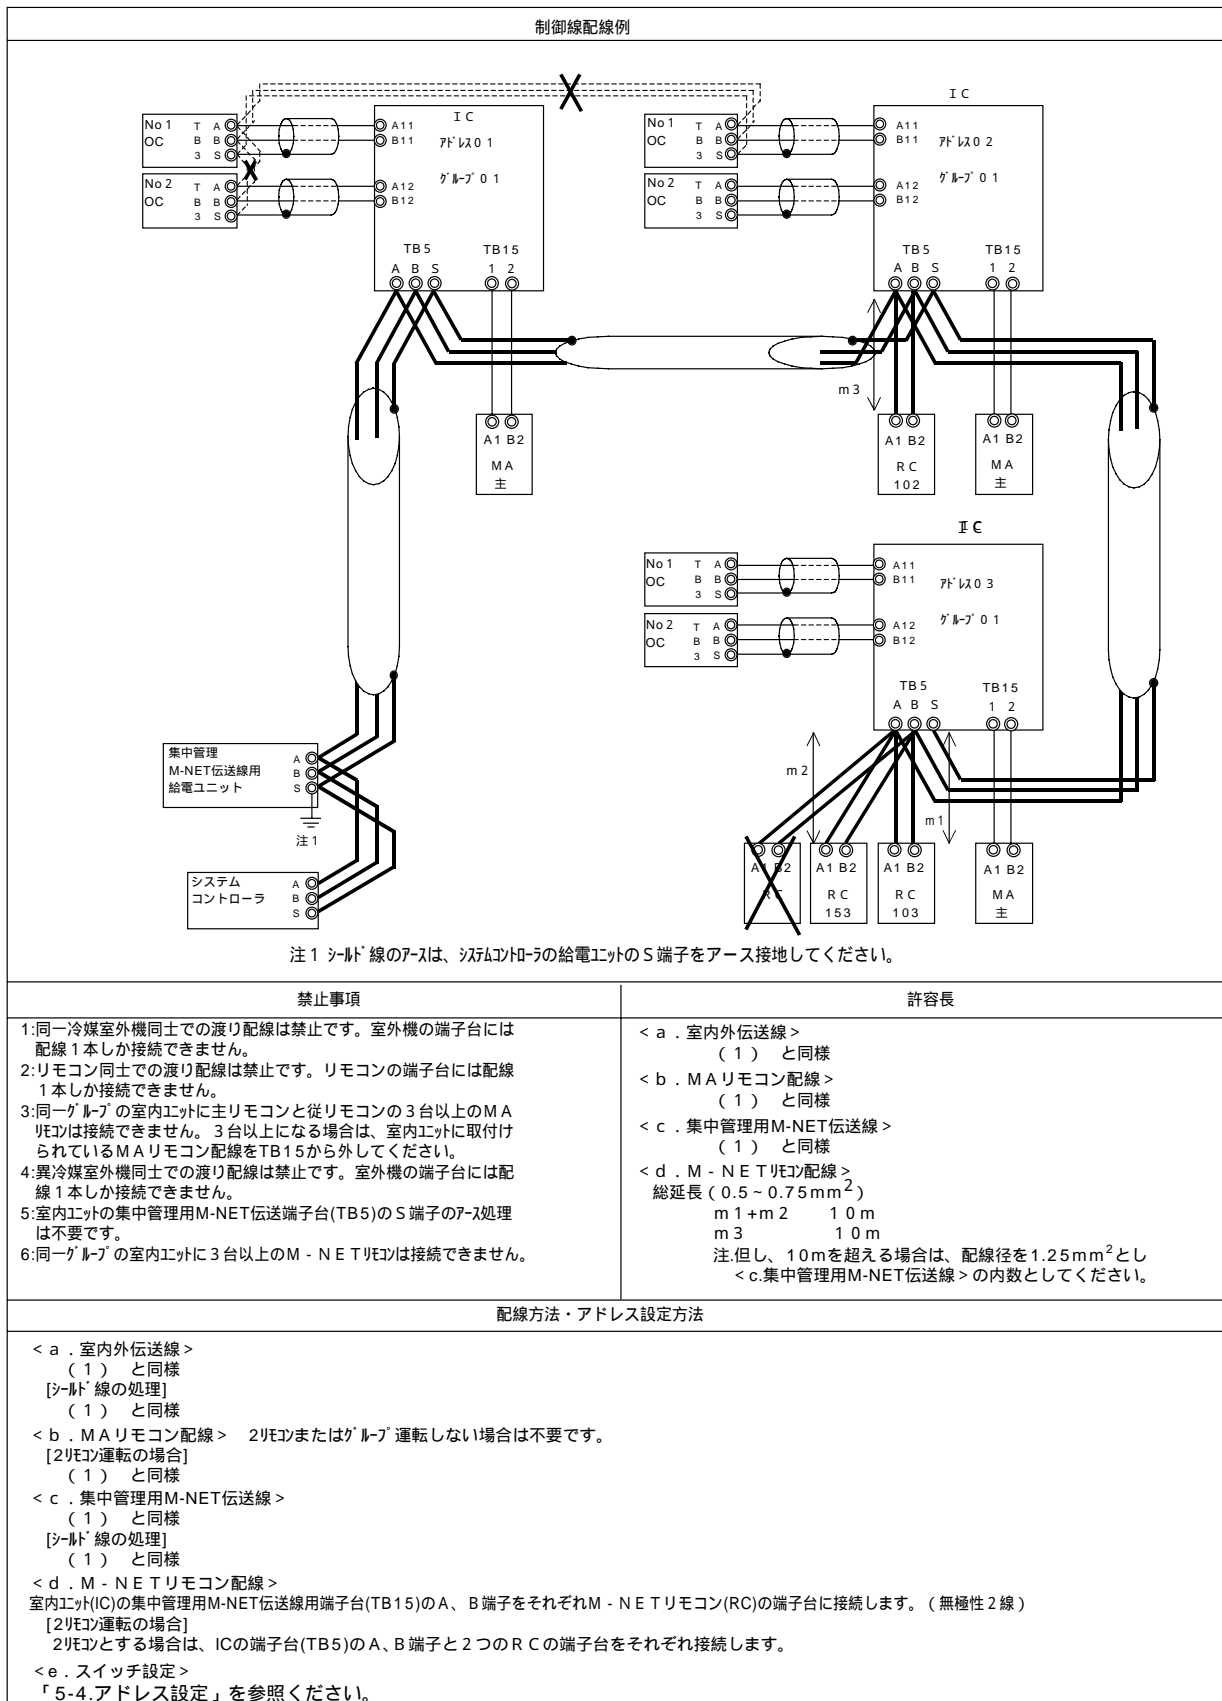 制御線配線例
IC
アドレス01
グループ01
No1 OC
TB3
A
B
S
A11
B11
No2 OC
TB3
A
B
S
A12
B12
TB5
A B S
TB15
1 2
A1 B2
MA
主
IC
アドレス02
グループ01
No1 OC
TB3
A
B
S
A11
B11
No2 OC
TB3
A
B
S
A12
B12
TB5
A B S
TB15
1 2
m3
A1 B2
RC
102
A1 B2
MA
主
IC
アドレス03
グループ01
No1 OC
TB3
A
B
S
A11
B11
No2 OC
TB3
A
B
S
A12
B12
TB5
A B S
TB15
1 2
m2
m1
A1 B2
RC
A1 B2
RC
153
A1 B2
RC
103
A1 B2
MA
主
集中管理
M-NET伝送線用
給電ユニット
A
B
S
注1
システム
コントローラ
A
B
S
注1 シールド線のアースは、システムコントローラの給電ユニットのS端子をアース接地してください。
禁止事項
1:同一冷媒室外機同士での渡り配線は禁止です。室外機の端子台には
配線1本しか接続できません。
2:リモコン同士での渡り配線は禁止です。リモコンの端子台には配線
1本しか接続できません。
3:同一グループの室内ユニットに主リモコンと従リモコンの3台以上のMA
リモコンは接続できません。3台以上になる場合は、室内ユニットに取付け
られているMAリモコン配線をTB15から外してください。
4:異冷媒室外機同士での渡り配線は禁止です。室外機の端子台には配
線1本しか接続できません。
5:室内ユニットの集中管理用M-NET伝送端子台(TB5)のS端子のアース処理
は不要です。
6:同一グループの室内ユニットに3台以上のM-NETリモコンは接続できません。
許容長
<a.室内外伝送線>
(1) と同様
<b.MAリモコン配線>
(1) と同様
<c.集中管理用M-NET伝送線>
(1) と同様
<d.M-NETリモコン配線>
総延長(0.5~0.75mm²)
m1+m2 10m
m3 10m
注.但し、10mを超える場合は、配線径を1.25mm²とし
<c.集中管理用M-NET伝送線>の内数としてください。
配線方法・アドレス設定方法
<a.室内外伝送線>
(1) と同様
[シールド線の処理]
(1) と同様
<b.MAリモコン配線> 2リモコンまたはグループ運転しない場合は不要です。
[2リモコン運転の場合]
(1) と同様
<c.集中管理用M-NET伝送線>
(1) と同様
[シールド線の処理]
(1) と同様
<d.M-NETリモコン配線>
室内ユニット(IC)の集中管理用M-NET伝送線用端子台(TB15)のA、B端子をそれぞれM-NETリモコン(RC)の端子台に接続します。(無極性2線)
[2リモコン運転の場合]
2リモコンとする場合は、ICの端子台(TB5)のA、B端子と2つのRCの端子台をそれぞれ接続します。
<e.スイッチ設定>
「5-4.アドレス設定」を参照ください。